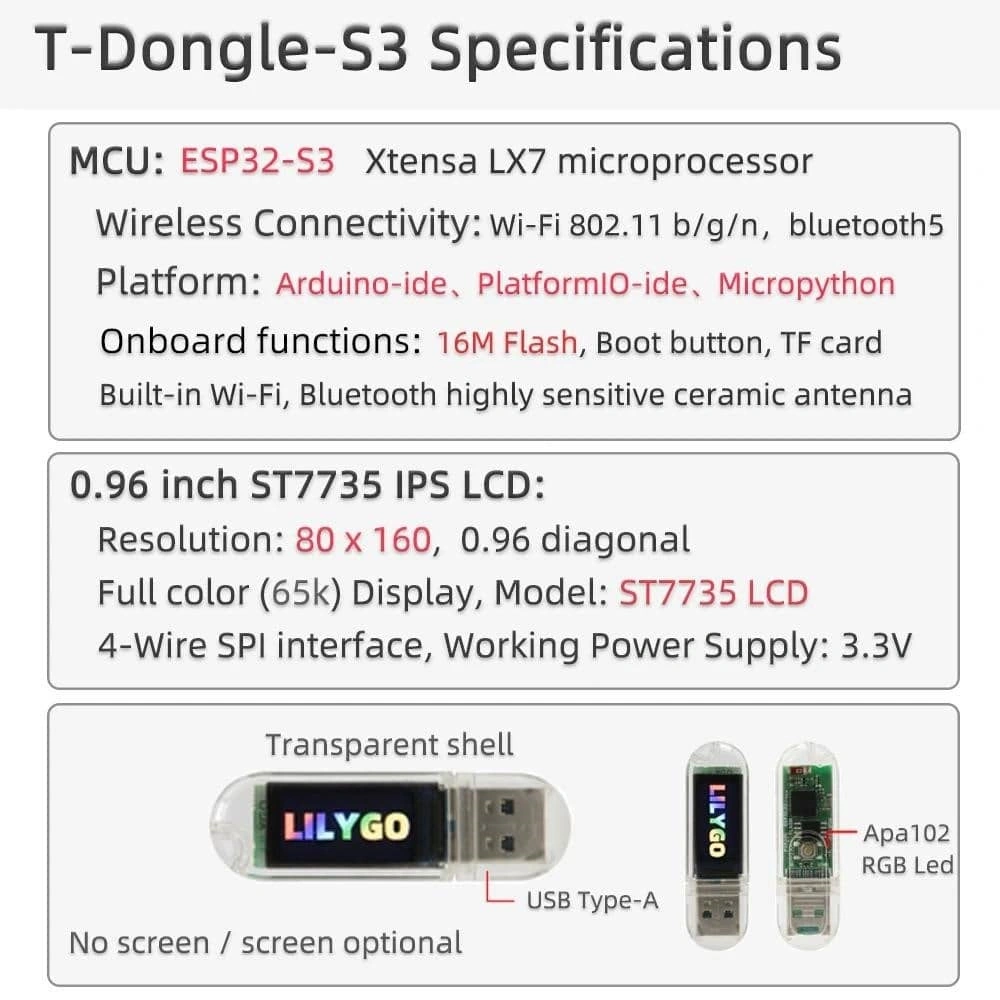 T-Dongle-S3 Specifications
MCU: ESP32-S3 Xtensa LX7 microprocessor
Wireless Connectivity: Wi-Fi 802.11 b/g/n, bluetooth5
Platform: Arduino-ide、PlatformIO-ide、Micropython
Onboard functions: 16M Flash, Boot button, TF card
Built-in Wi-Fi, Bluetooth highly sensitive ceramic antenna
0.96 inch ST7735 IPS LCD:
Resolution: 80 x 160, 0.96 diagonal
Full color (65k) Display, Model: ST7735 LCD
4-Wire SPI interface, Working Power Supply: 3.3V
Transparent shell
LILYGO
USB Type-A
LILYGO
Apa102
RGB Led
No screen / screen optional